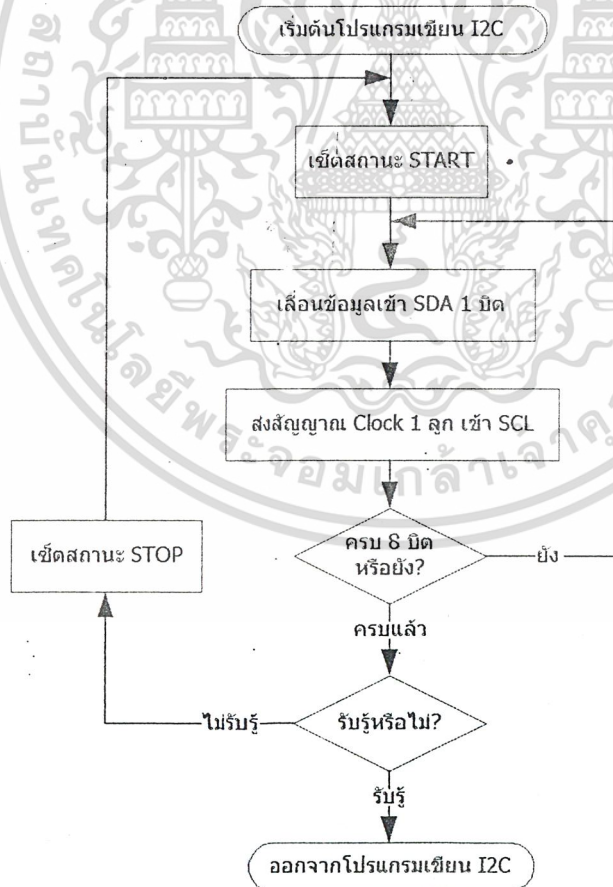 เริ่มต้นโปรแกรมเขียน I2C
เซ็ตสถานะ START
เลื่อนข้อมูลเข้า SDA 1 บิต
ส่งสัญญาณ Clock 1 ลูก เข้า SCL
ครบ 8 บิต
หรือยัง?
ยัง
เซ็ตสถานะ STOP
ครบแล้ว
ไม่รับรู้
รับรู้หรือไม่?
รับรู้
ออกจากโปรแกรมเขียน I2C